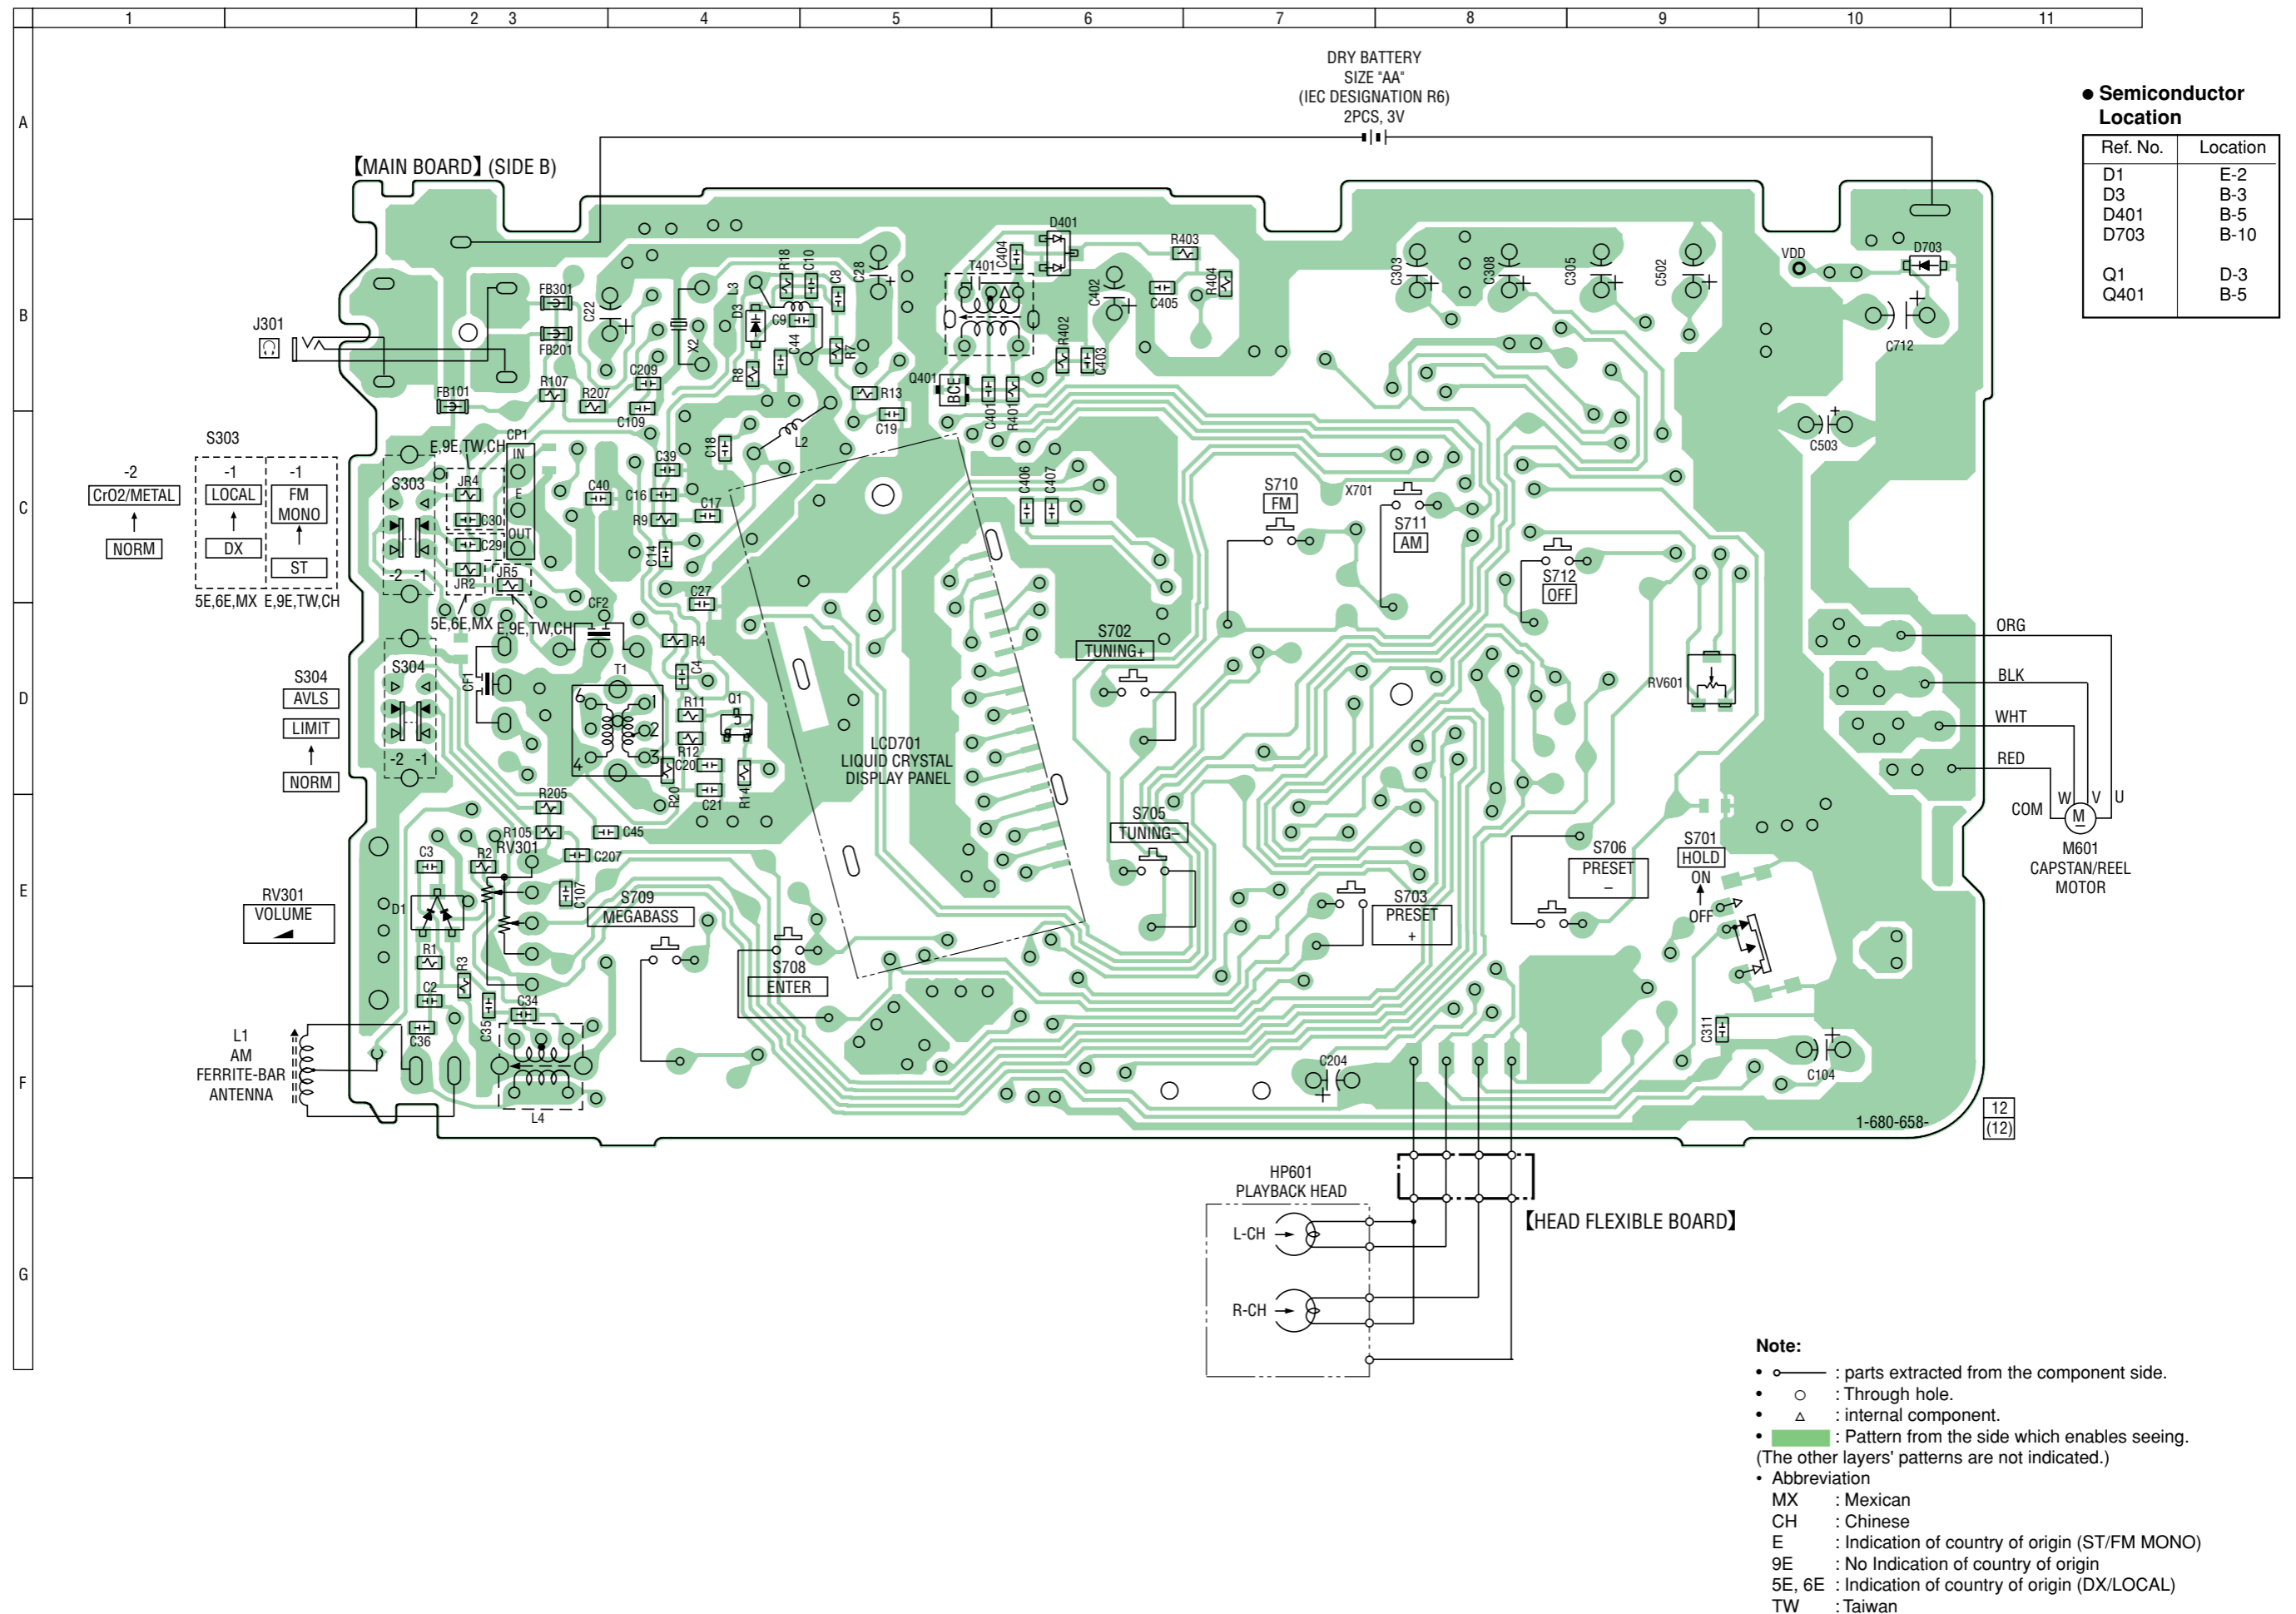 1 2 3 4 5 6 7 8 9 10 11
A
B
C
D
E
F
G
DRY BATTERY
SIZE "AA"
(IEC DESIGNATION R6)
2PCS, 3V
● Semiconductor
Location
Ref. No. Location
D1 E-2
D3 B-3
D401 B-5
D703 B-10
Q1 D-3
Q401 B-5
【MAIN BOARD】 (SIDE B)
D401
R403
C404
T401
R18
C10
C8
C28
L3
D3
C9
C44
R7
R8
X2
C22
FB301
FB201
J301
FB101
R107
R207
C209
C109
R13
C19
Q401
BCE
C401
R401
R402
C403
C402
C405
R404
C303
C308
C305
C502
VDD
D703
C712
C503
L2
C18
C39
C16
R9
C17
C14
C40
C27
CP1
IN
E
OUT
E,9E,TW,CH
JR4
C30
C29
JR2
JR5
S303
-2 -1
5E,6E,MX
E,9E,TW,CH
S303
-2 -1 -1
CrO2/METAL
NORM
LOCAL
DX
FM
MONO
ST
5E,6E,MX E,9E,TW,CH
C406
C407
S710
FM
X701
S711
AM
S712
OFF
S702
TUNING+
RV601
ORG
BLK
WHT
RED
COM
W V U
M
M601
CAPSTAN/REEL
MOTOR
CF2
CF1
T1
6 1
2
4 3
R4
C4
R11
R12
Q1
C20
C21
R20
R14
S304
-2 -1
S304
AVLS
LIMIT
NORM
LCD701
LIQUID CRYSTAL
DISPLAY PANEL
R205
R105
C45
RV301
C207
C107
C3
R2
D1
R1
R3
C2
C34
C35
C36
L4
RV301
VOLUME
S709
MEGABASS
S708
ENTER
S705
TUNING–
S703
PRESET
+
S706
PRESET
–
S701
HOLD
ON
OFF
C311
C204
C104
L1
AM
FERRITE-BAR
ANTENNA
1-680-658-
12
(12)
HP601
PLAYBACK HEAD
L-CH
R-CH
【HEAD FLEXIBLE BOARD】
Note:
• : parts extracted from the component side.
• : Through hole.
• : internal component.
• : Pattern from the side which enables seeing.
(The other layers' patterns are not indicated.)
• Abbreviation
MX : Mexican
CH : Chinese
E : Indication of country of origin (ST/FM MONO)
9E : No Indication of country of origin
5E, 6E : Indication of country of origin (DX/LOCAL)
TW : Taiwan